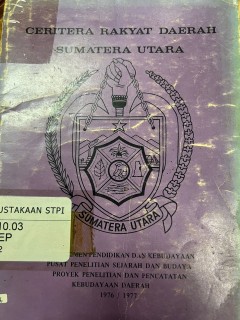 CERITERA RAKYAT DAERAH
SUMATERA UTARA
SUMATERA UTARA
USTAKAAN STPI
10.03
EP
2
PENDIDIKAN DAN KEBUDAYAAN
PUSAT PENELITIAN SEJARAH DAN BUDAYA
PROYEK PENELITIAN DAN PENCATATAN
KEBUDAYAAN DAERAH
1976 / 1977